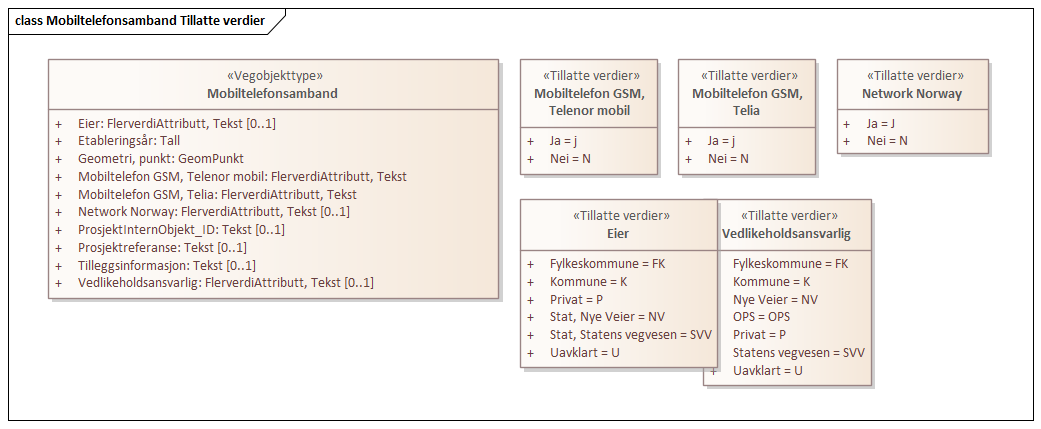 class Mobiltelefonsamband Tillatte verdier
«Vegobjekttype»
Mobiltelefonsamband
+ Eier: FlerverdiAttributt, Tekst [0..1]
+ Etableringsår: Tall
+ Geometri, punkt: GeomPunkt
+ Mobiltelefon GSM, Telenor mobil: FlerverdiAttributt, Tekst
+ Mobiltelefon GSM, Telia: FlerverdiAttributt, Tekst
+ Network Norway: FlerverdiAttributt, Tekst [0..1]
+ ProsjektInternObjekt_ID: Tekst [0..1]
+ Prosjektreferanse: Tekst [0..1]
+ Tilleggsinformasjon: Tekst [0..1]
+ Vedlikeholdsansvarlig: FlerverdiAttributt, Tekst [0..1]
«Tillatte verdier»
Mobiltelefon GSM,
Telenor mobil
+ Ja = j
+ Nei = N
«Tillatte verdier»
Mobiltelefon GSM,
Telia
+ Ja = j
+ Nei = N
«Tillatte verdier»
Network Norway
+ Ja = J
+ Nei = N
«Tillatte verdier»
Eier
+ Fylkeskommune = FK
+ Kommune = K
+ Privat = P
+ Stat, Nye Veier = NV
+ Stat, Statens vegvesen = SVV
+ Uavklart = U
«Tillatte verdier»
Vedlikeholdsansvarlig
Fylkeskommune = FK
Kommune = K
Nye Veier = NV
OPS = OPS
Privat = P
Statens vegvesen = SVV
+ Uavklart = U